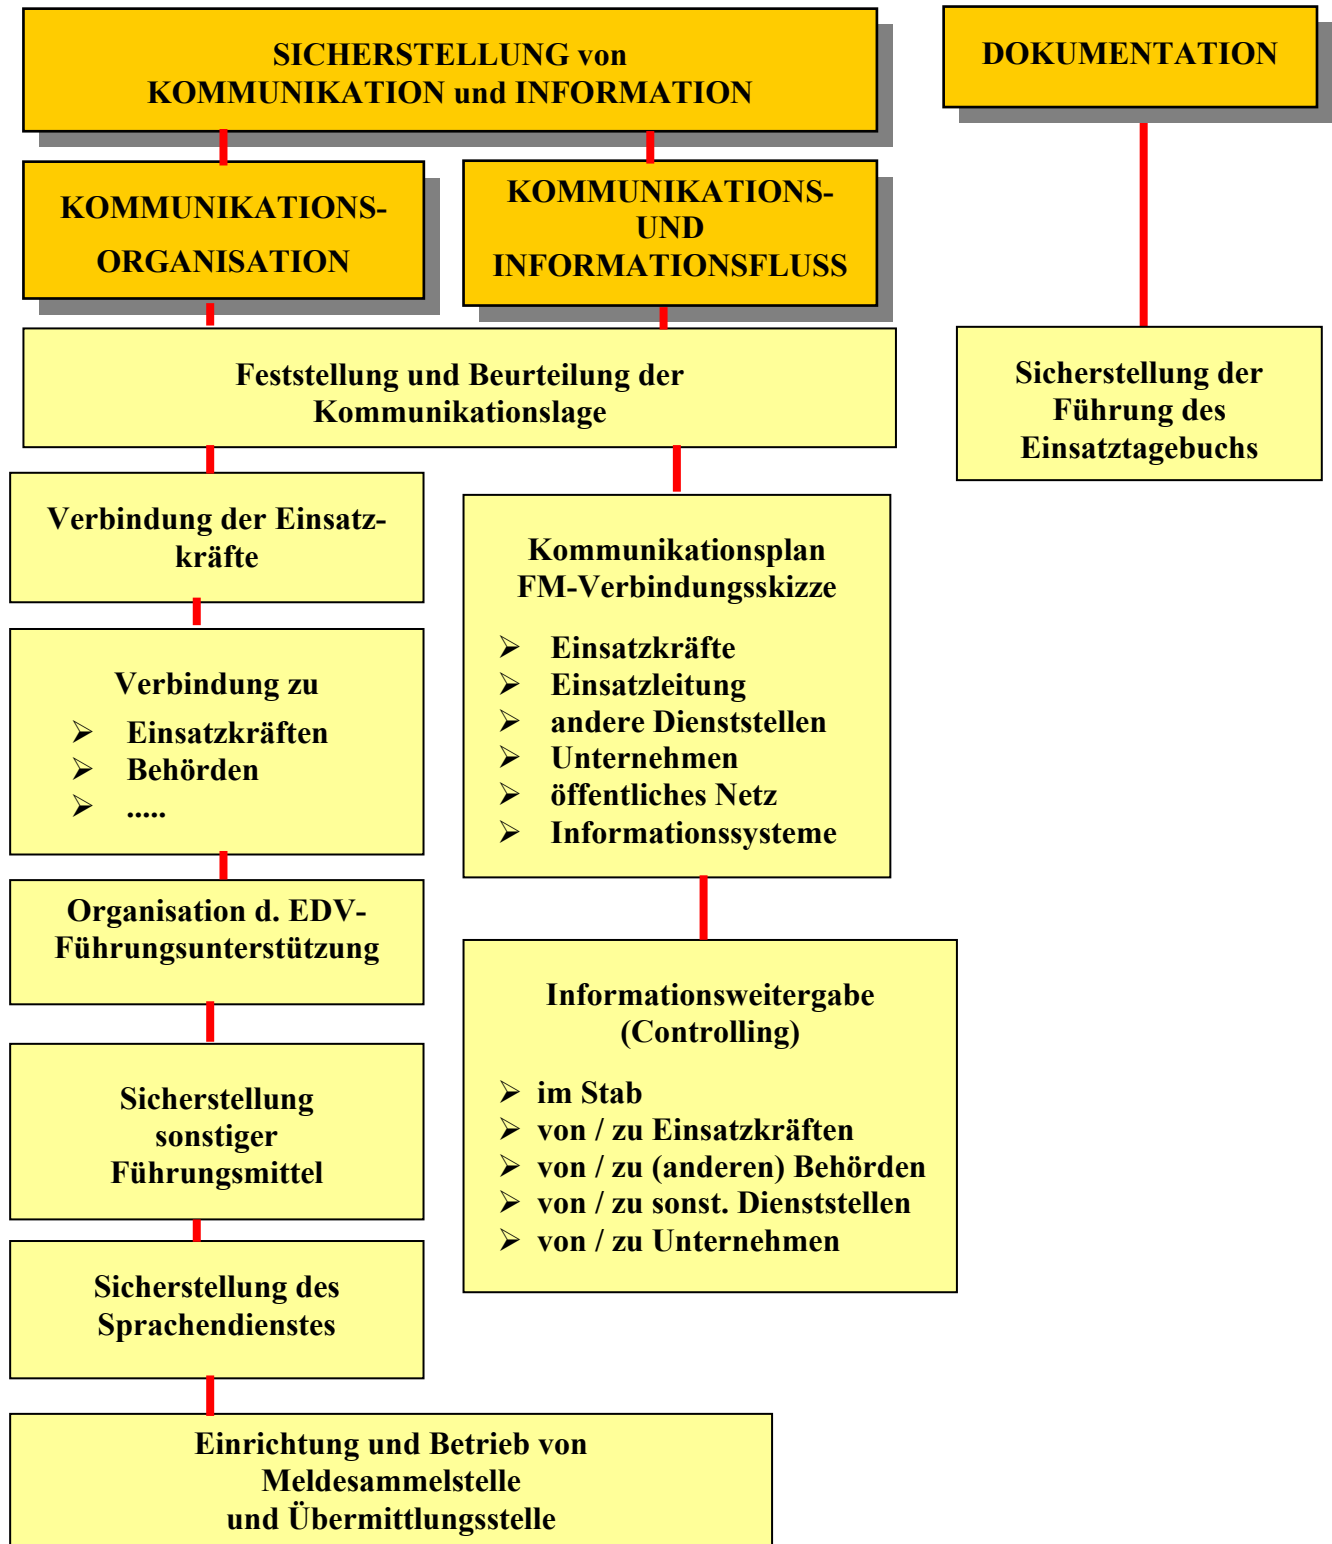 SICHERSTELLUNG von
KOMMUNIKATION und INFORMATION
DOKUMENTATION
KOMMUNIKATIONS-
ORGANISATION
KOMMUNIKATIONS-
UND
INFORMATIONSFLUSS
Feststellung und Beurteilung der
Kommunikationslage
Sicherstellung der
Führung des
Einsatztagebuchs
Verbindung der Einsatz-
kräfte
Verbindung zu
➢ Einsatzkräften
➢ Behörden
➢ .....
Organisation d. EDV-
Führungsunterstützung
Sicherstellung
sonstiger
Führungsmittel
Sicherstellung des
Sprachendienstes
Kommunikationsplan
FM-Verbindungsskizze
➢ Einsatzkräfte
➢ Einsatzleitung
➢ andere Dienststellen
➢ Unternehmen
➢ öffentliches Netz
➢ Informationssysteme
Informationsweitergabe
(Controlling)
➢ im Stab
➢ von / zu Einsatzkräften
➢ von / zu (anderen) Behörden
➢ von / zu sonst. Dienststellen
➢ von / zu Unternehmen
Einrichtung und Betrieb von
Meldesammelstelle
und Übermittlungsstelle